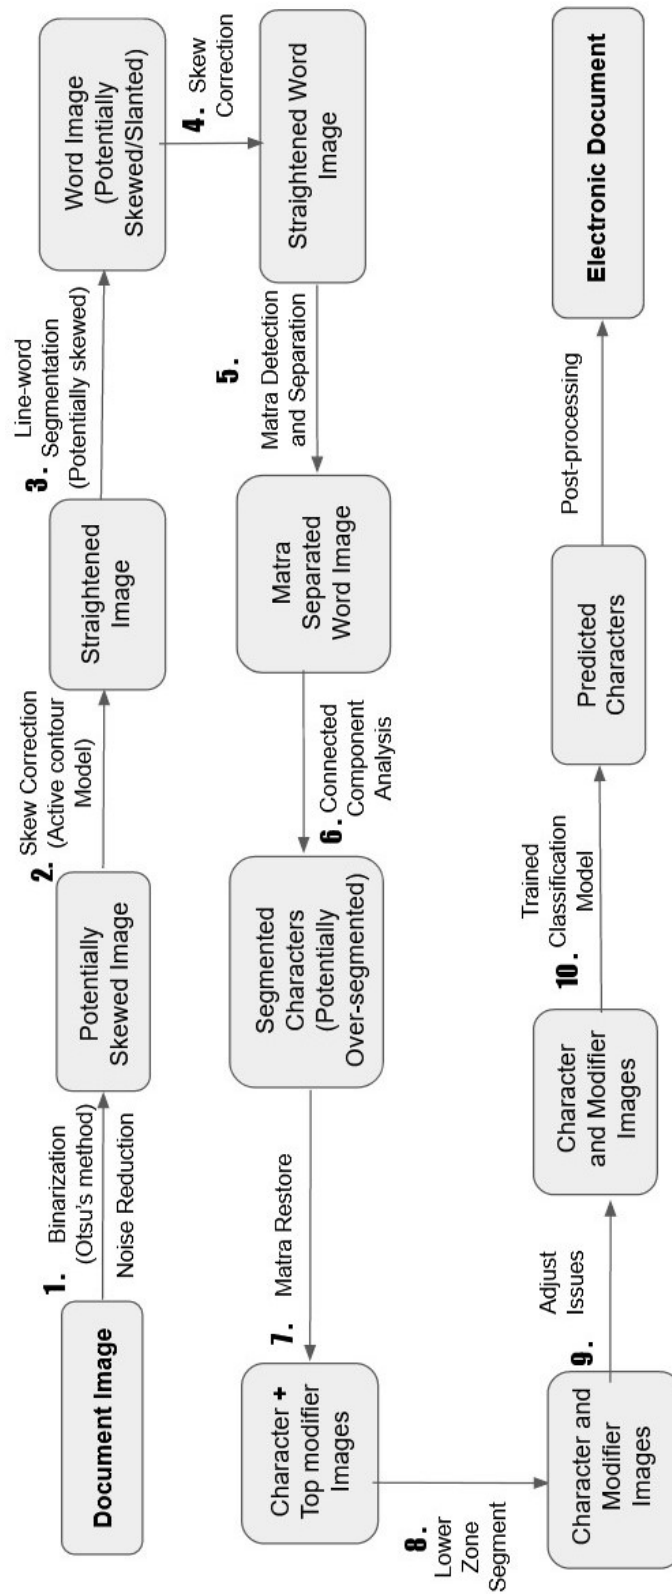 Document Image
1.
Binarization
(Otsu's method)
Noise Reduction
Potentially
Skewed Image
2.
Skew Correction
(Active contour
Model)
Straightened
Image
3.
Line-word
Segmentation
(Potentially skewed)
Word Image
(Potentially
Skewed/Slanted)
4. Skew
Correction
Straightened Word
Image
5.
Matra Detection
and Separation
Matra
Separated
Word Image
6. Connected
Component
Analysis
Segmented
Characters
(Potentially
Over-segmented)
7. Matra Restore
Character +
Top modifier
Images
8. Lower
Zone
Segment
Character and
Modifier
Images
9.
Adjust
Issues
Character
and Modifier
Images
10.
Trained
Classification
Model
Predicted
Characters
Post-processing
Electronic Document